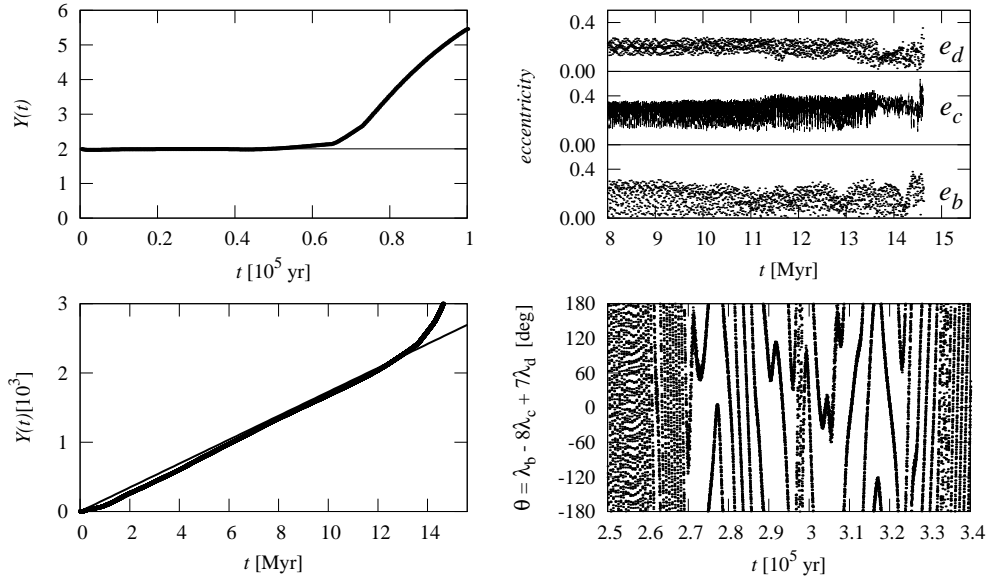 6
5
4
3
2
1
0
Y(t)
0 0.2 0.4 0.6 0.8 1
t [10^5 yr]
0.4
0.00
0.4
0.00
0.4
0.00
eccentricity
e_d
e_c
e_b
8 9 10 11 12 13 14 15
t [Myr]
3
2
1
0
Y(t)[10^3]
0 2 4 6 8 10 12 14
t [Myr]
180
120
60
0
-60
-120
-180
θ = λ_b - 8λ_c + 7λ_d [deg]
2.5 2.6 2.7 2.8 2.9 3 3.1 3.2 3.3 3.4
t [10^5 yr]